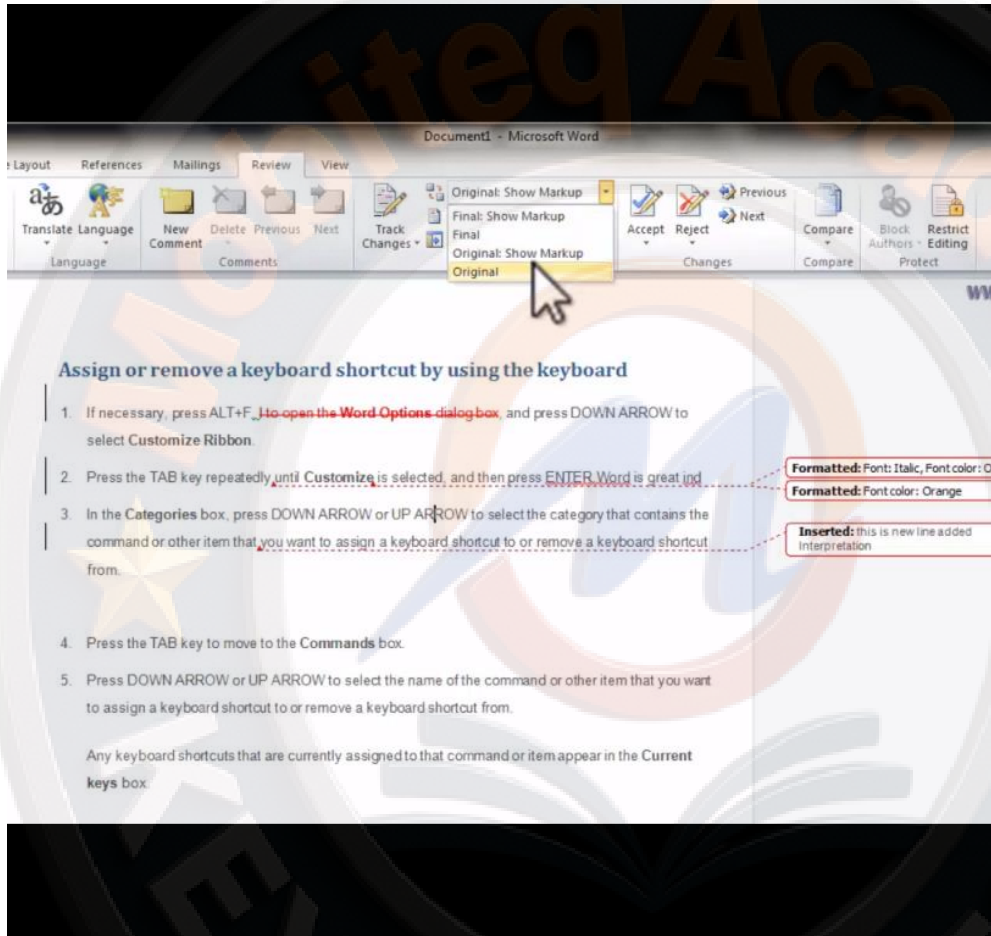 Mobiteq Aca
Document1 - Microsoft Word
e Layout References Mailings Review View
Translate Language New Comment Delete Previous Next Track Changes Original: Show Markup Accept Reject Previous Next Compare Block Authors Restrict Editing
Final: Show Markup
Final
Original: Show Markup
Original
Language Comments Changes Compare Protect
Assign or remove a keyboard shortcut by using the keyboard
1. If necessary, press ALT+F, to open the Word Options dialog box, and press DOWN ARROW to
select Customize Ribbon.
2. Press the TAB key repeatedly until Customize is selected, and then press ENTER Word is great ind
Formatted: Font: Italic, Font color: O
Formatted: Font color: Orange
3. In the Categories box, press DOWN ARROW or UP ARROW to select the category that contains the
command or other item that you want to assign a keyboard shortcut to or remove a keyboard shortcut
from.
Inserted: this is new line added
Interpretation
4. Press the TAB key to move to the Commands box.
5. Press DOWN ARROW or UP ARROW to select the name of the command or other item that you want
to assign a keyboard shortcut to or remove a keyboard shortcut from.
Any keyboard shortcuts that are currently assigned to that command or item appear in the Current
keys box.
KEY